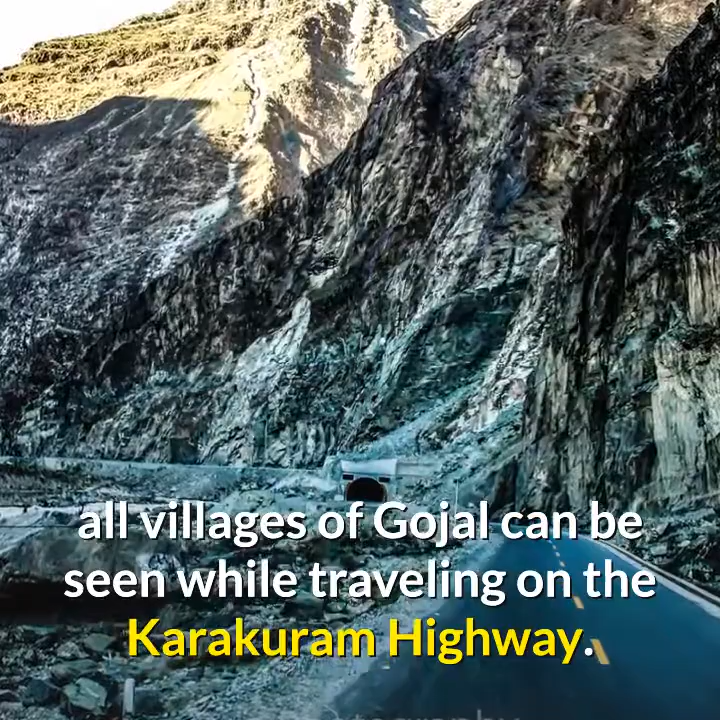 all villages of Gojal can be
seen while traveling on the
Karakuram Highway.